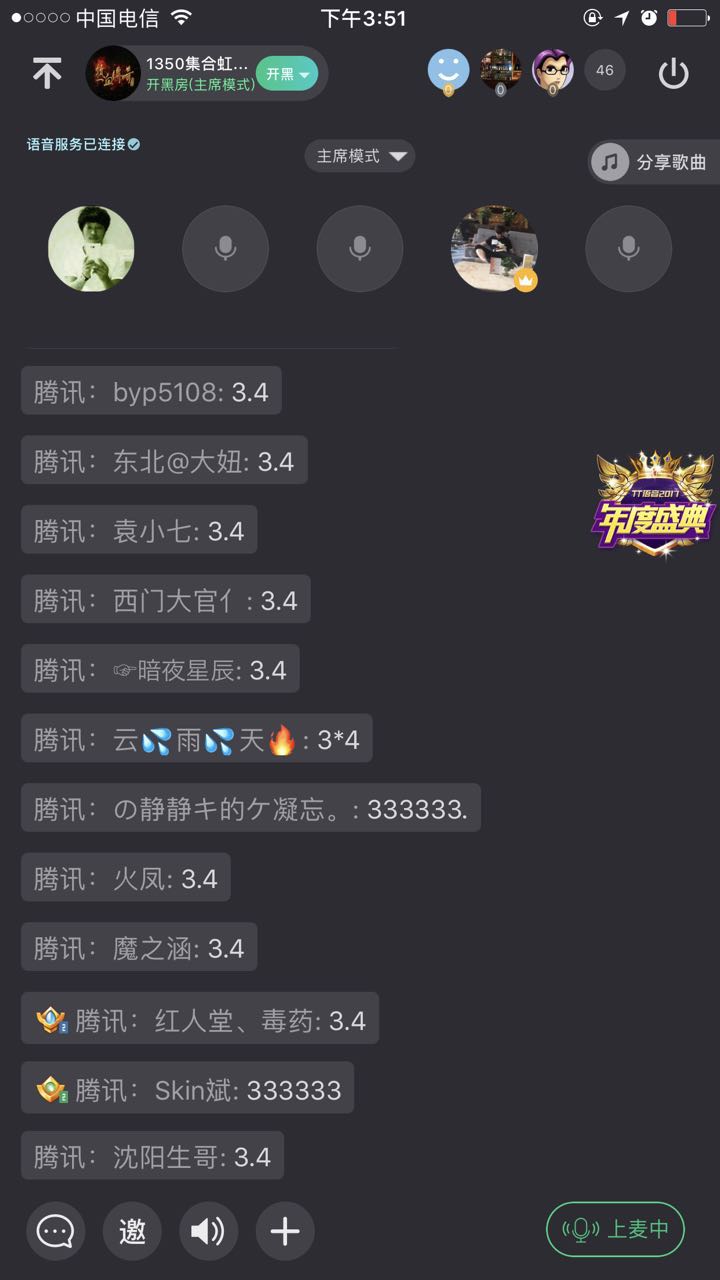 中国电信
下午3:51
1350集合虹...
开黑房(主席模式)
开黑
0
0
0
46
语音服务已连接
主席模式
分享歌曲
腾讯: byp5108: 3.4
腾讯: 东北@大妞: 3.4
腾讯: 袁小七: 3.4
TT语音2017
年度盛典
腾讯: 西门大官亻: 3.4
腾讯: ☞暗夜星辰: 3.4
腾讯: 云💦雨💦天🔥: 3*4
腾讯: の静静キ的ケ凝忘。: 333333.
腾讯: 火凤: 3.4
腾讯: 魔之涵: 3.4
2 腾讯: 红人堂、毒药: 3.4
2 腾讯: Skin斌: 333333
腾讯: 沈阳生哥: 3.4
邀
上麦中